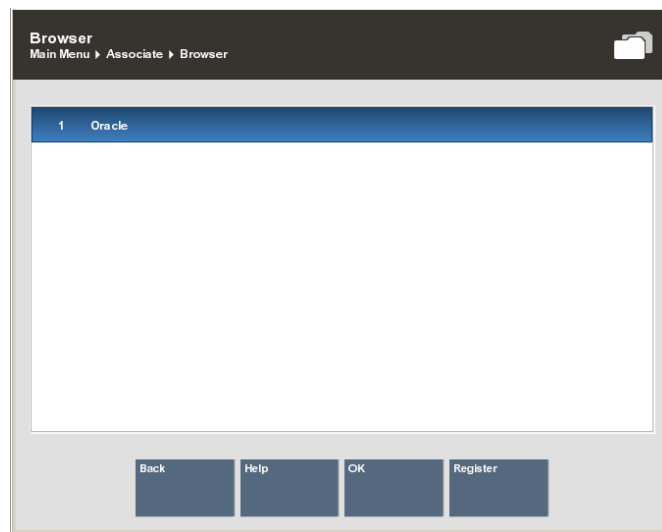 Browser
Main Menu ▸ Associate ▸ Browser
1 Oracle
Back Help OK Register